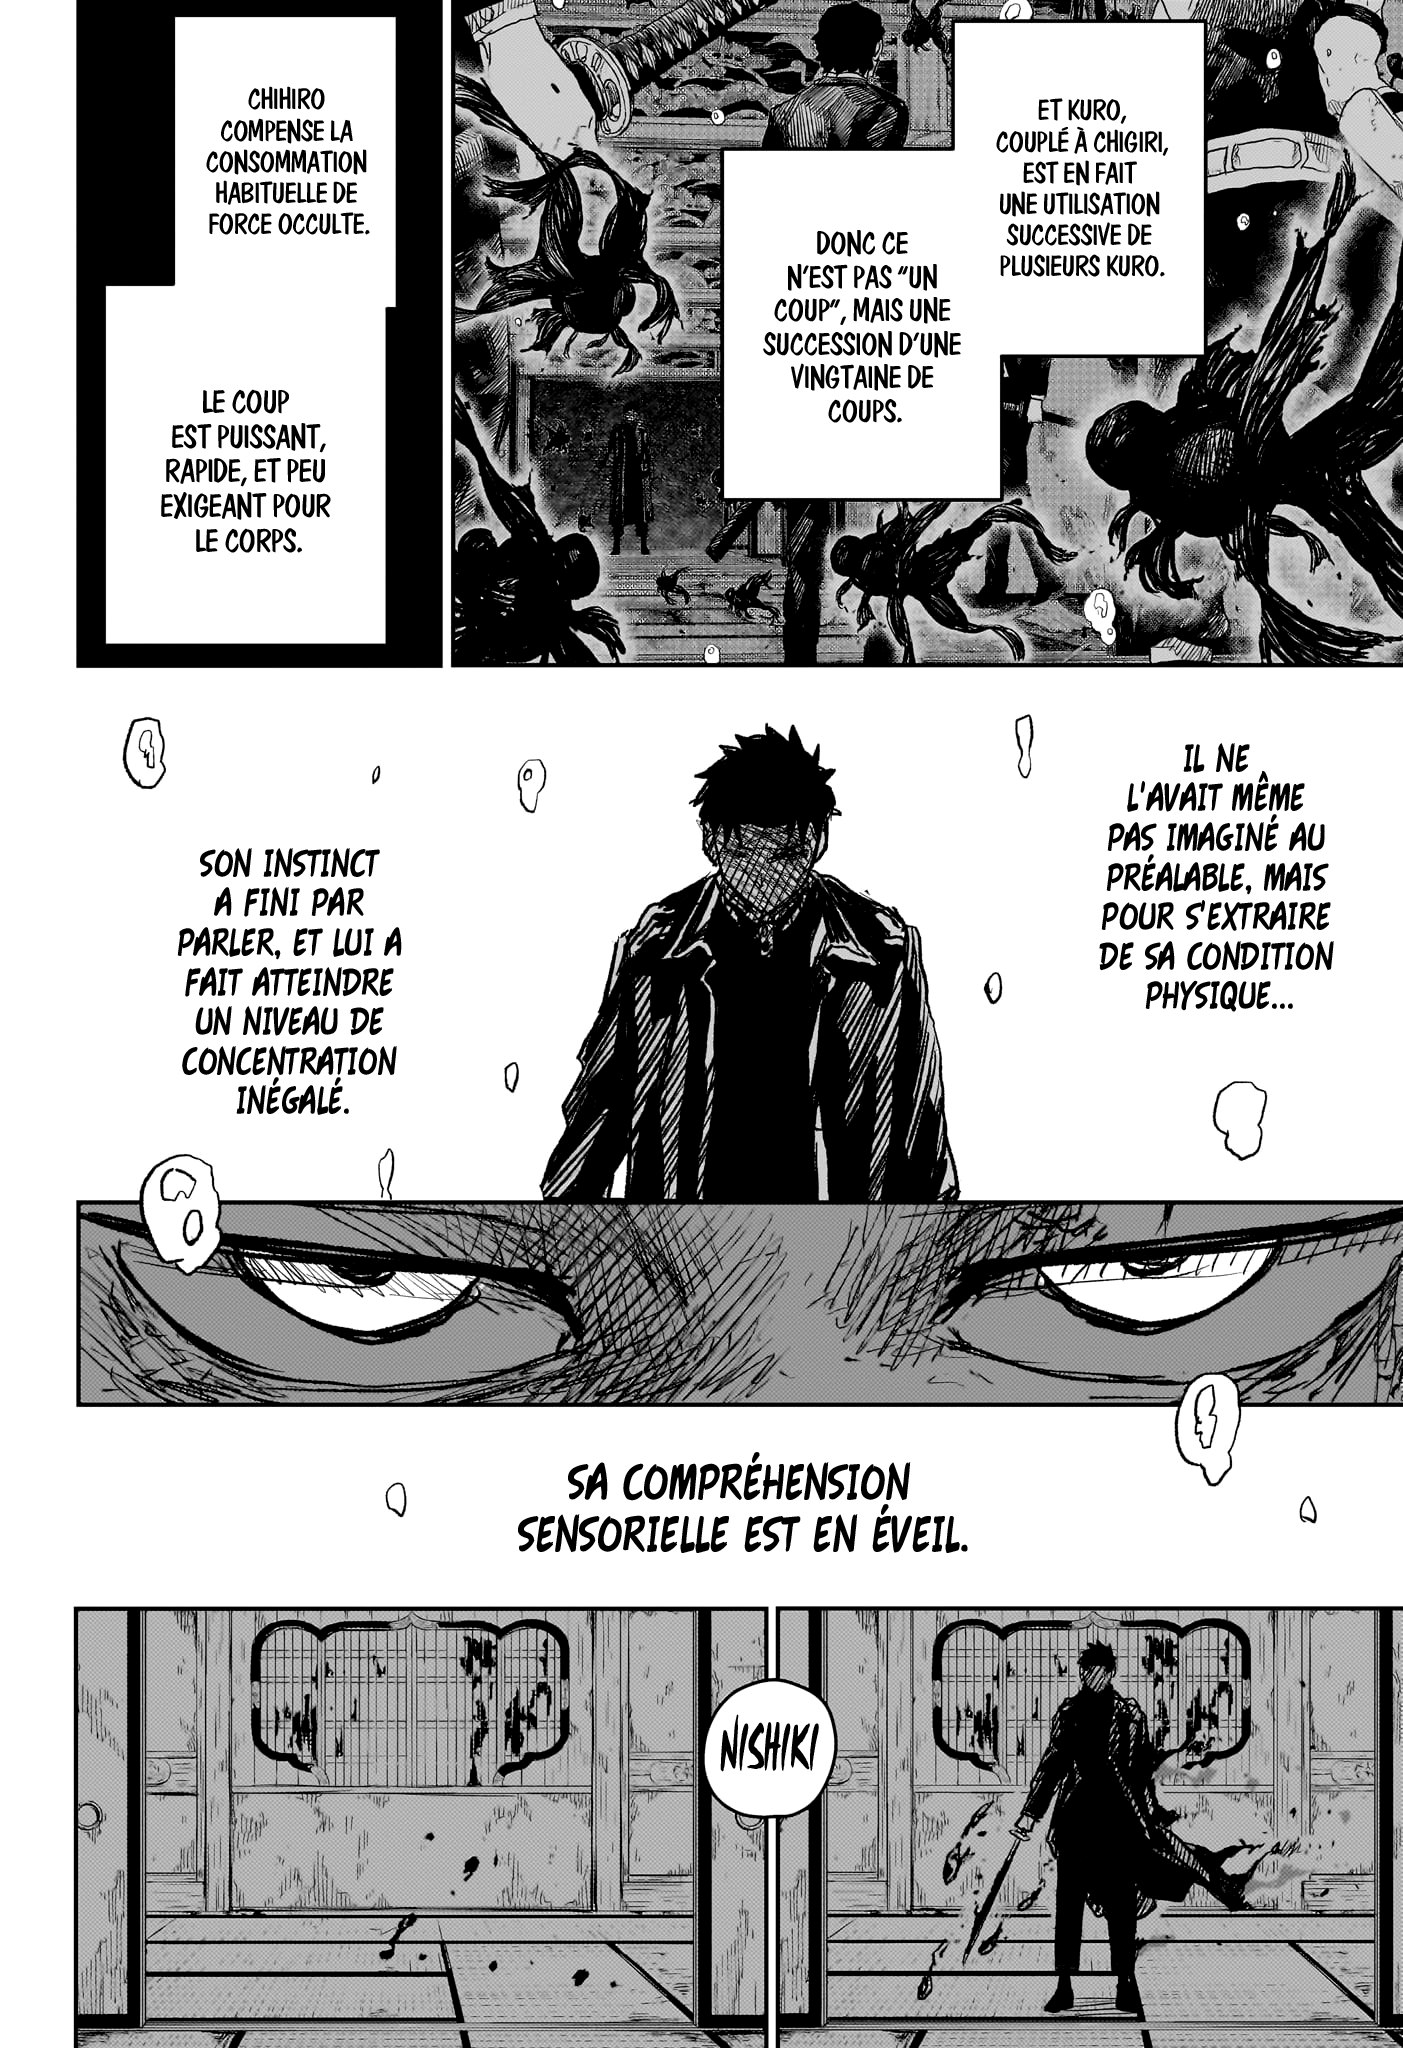 ET KURO,
COUPLÉ À CHIGIRI,
EST EN FAIT
UNE UTILISATION
SUCCESSIVE DE
PLUSIEURS KURO.
DONC CE
N'EST PAS "UN
COUP", MAIS UNE
SUCCESSION D'UNE
VINGTAINE DE
COUPS.
CHIHIRO
COMPENSE LA
CONSOMMATION
HABITUELLE DE
FORCE OCCULTE.
LE COUP
EST PUISSANT,
RAPIDE, ET PEU
EXIGEANT POUR
LE CORPS.
IL NE
L'AVAIT MÊME
PAS IMAGINÉ AU
PRÉALABLE, MAIS
POUR S'EXTRAIRE
DE SA CONDITION
PHYSIQUE...
SON INSTINCT
A FINI PAR
PARLER, ET LUI A
FAIT ATTEINDRE
UN NIVEAU DE
CONCENTRATION
INÉGALÉ.
SA COMPRÉHENSION
SENSORIELLE EST EN ÉVEIL.
NISHIKI